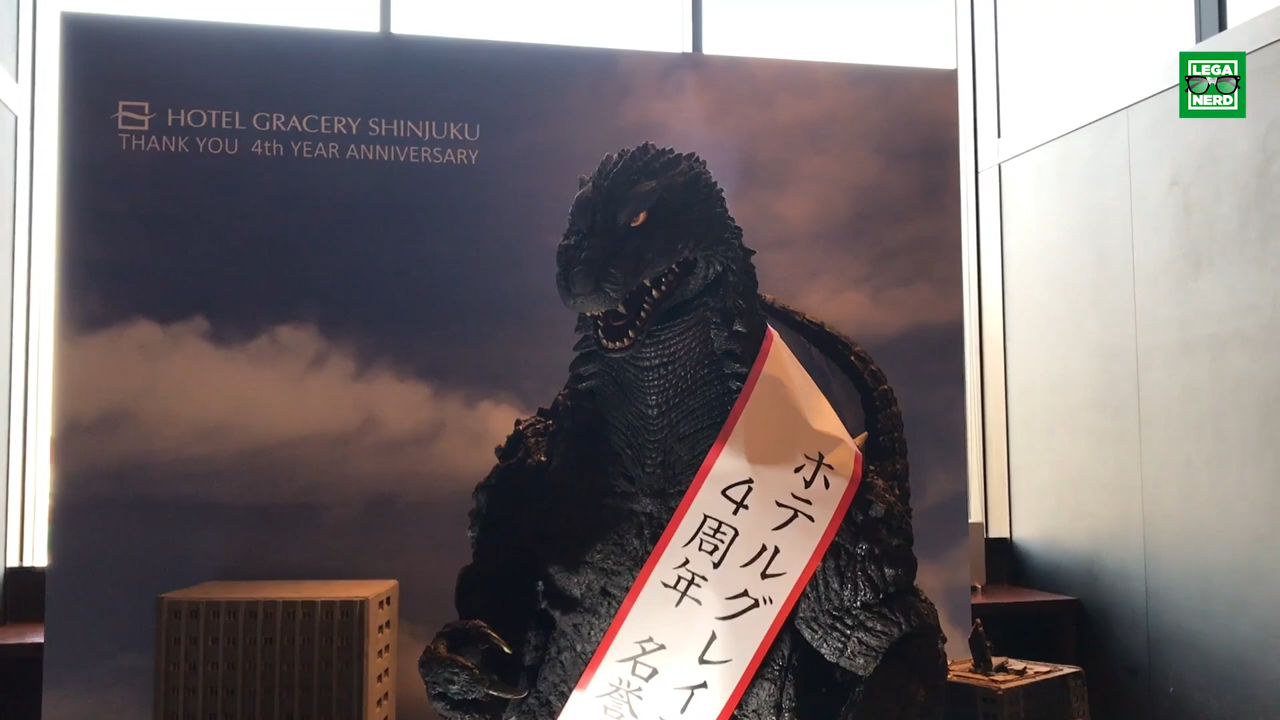 HOTEL GRACERY SHINJUKU
THANK YOU 4th YEAR ANNIVERSARY
LEGA
NERD
ホテルグレイ
4周年 名誉